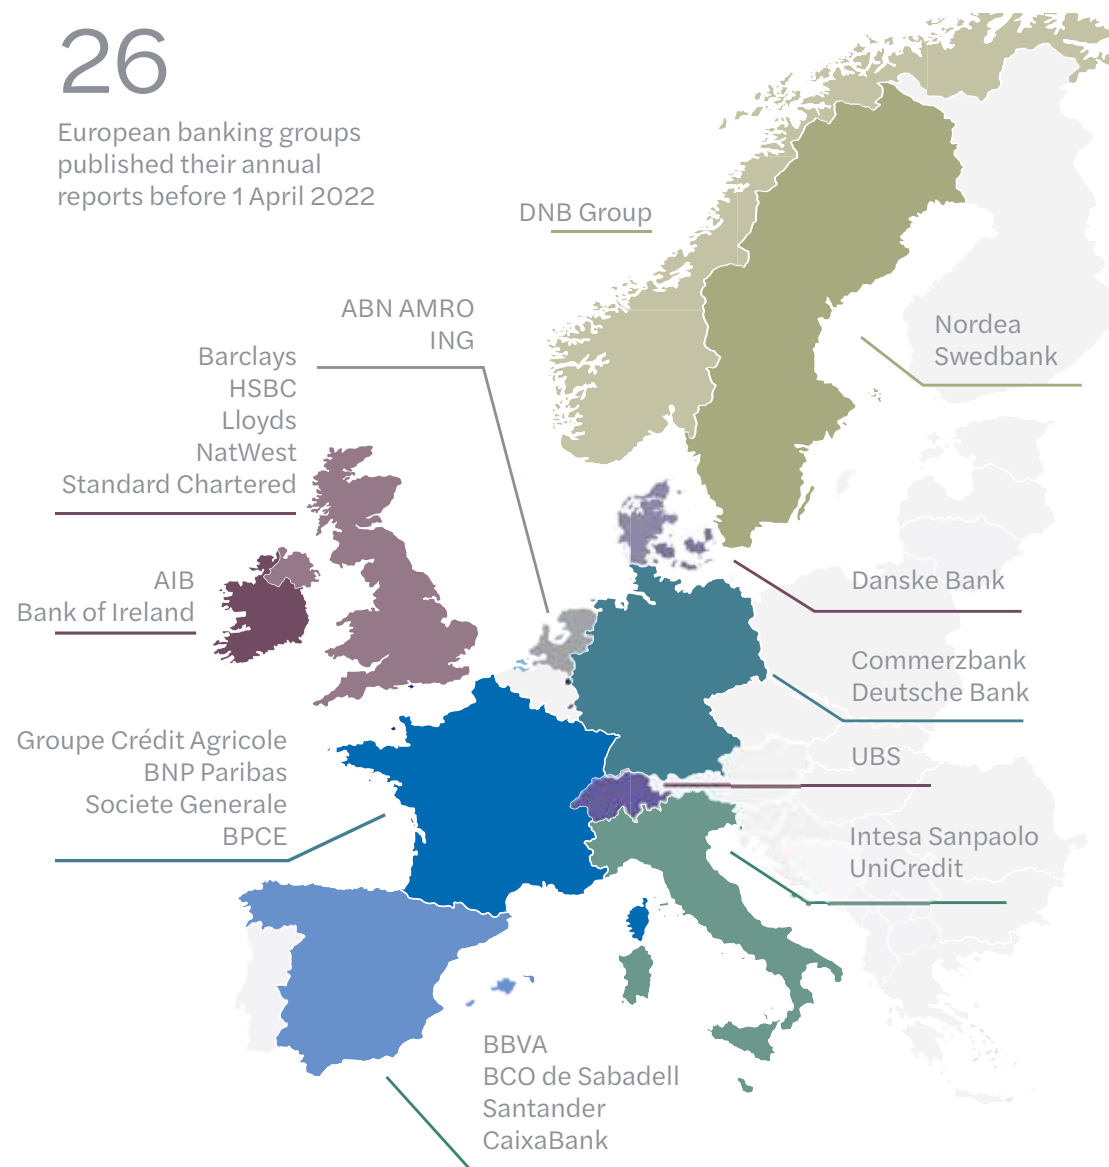 26
European banking groups
published their annual
reports before 1 April 2022
DNB Group
ABN AMRO
ING
Nordea
Swedbank
Barclays
HSBC
Lloyds
NatWest
Standard Chartered
AIB
Bank of Ireland
Danske Bank
Commerzbank
Deutsche Bank
Groupe Crédit Agricole
BNP Paribas
Societe Generale
BPCE
UBS
Intesa Sanpaolo
UniCredit
BBVA
BCO de Sabadell
Santander
CaixaBank